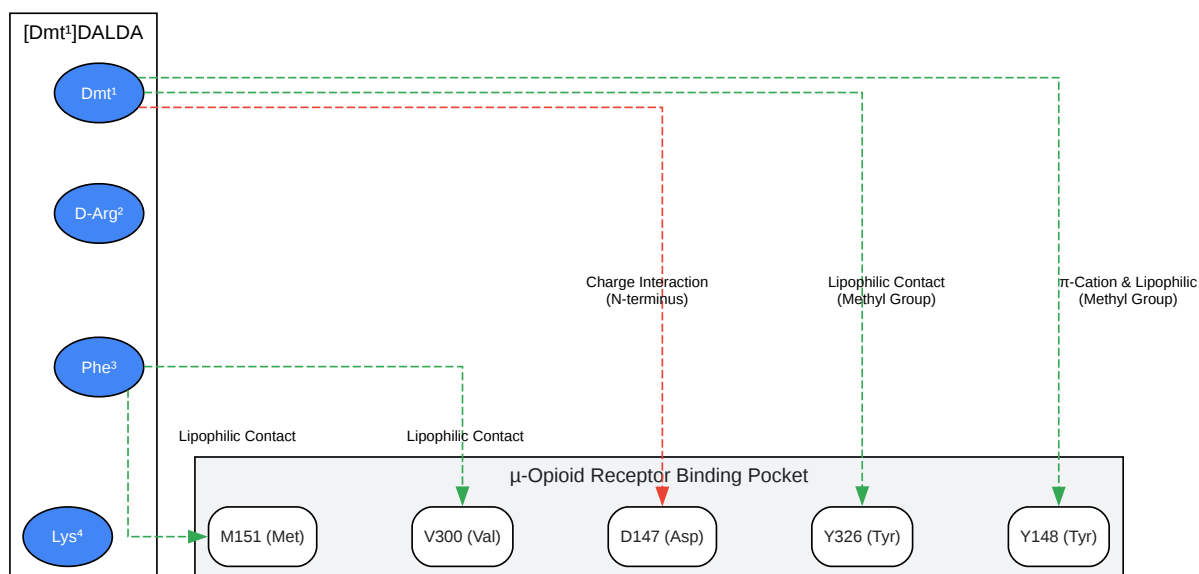 [Dmt¹]DALDA
Dmt¹
D-Arg²
Charge Interaction
(N-terminus)
Lipophilic Contact
(Methyl Group)
π-Cation & Lipophilic
(Methyl Group)
Phe³
Lipophilic Contact
Lipophilic Contact
µ-Opioid Receptor Binding Pocket
Lys⁴
M151 (Met)
V300 (Val)
D147 (Asp)
Y326 (Tyr)
Y148 (Tyr)